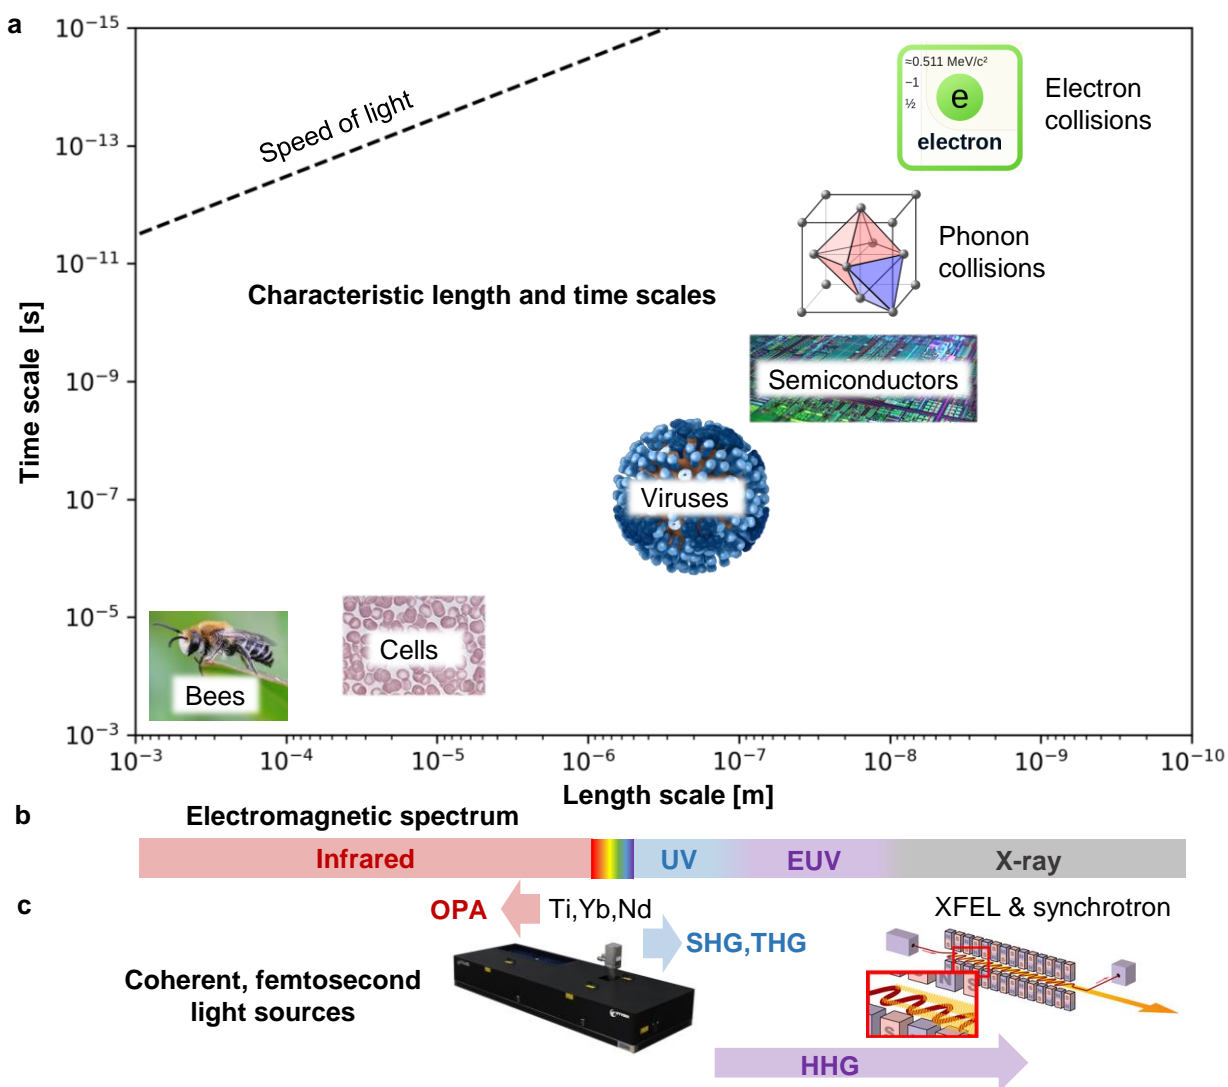 a
10⁻¹⁵
10⁻¹³
10⁻¹¹
10⁻⁹
10⁻⁷
10⁻⁵
10⁻³
Time scale [s]
Speed of light
≈0.511 MeV/c²
−1
½
e
electron
Electron
collisions
Phonon
collisions
Characteristic length and time scales
Semiconductors
Viruses
Cells
Bees
10⁻³
10⁻⁴
10⁻⁵
10⁻⁶
10⁻⁷
10⁻⁸
10⁻⁹
10⁻¹⁰
Length scale [m]
b
Electromagnetic spectrum
Infrared
UV
EUV
X-ray
c
OPA
Ti,Yb,Nd
SHG,THG
XFEL & synchrotron
Coherent, femtosecond
light sources
N
S
S
HHG